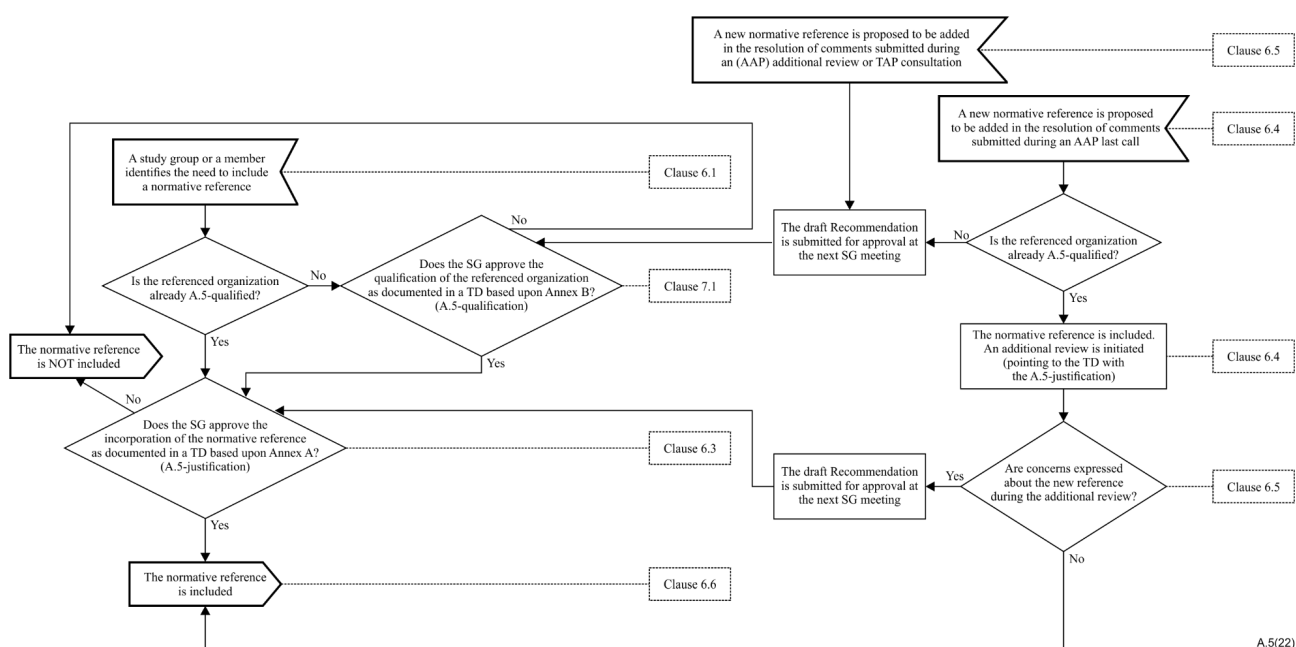 A new normative reference is proposed to be added
in the resolution of comments submitted during
an (AAP) additional review or TAP consultation
Clause 6.5
A new normative reference is proposed
to be added in the resolution of comments
submitted during an AAP last call
Clause 6.4
A study group or a member
identifies the need to include
a normative reference
Clause 6.1
No
The draft Recommendation
is submitted for approval at
the next SG meeting
No
Is the referenced organization
already A.5-qualified?
Is the referenced organization
already A.5-qualified?
No
Does the SG approve the
qualification of the referenced organization
as documented in a TD based upon Annex B?
(A.5-qualification)
Clause 7.1
Yes
Yes
Yes
The normative reference
is NOT included
The normative reference is included.
An additional review is initiated
(pointing to the TD with
the A.5-justification)
Clause 6.4
No
Does the SG approve the
incorporation of the normative reference
as documented in a TD based upon Annex A?
(A.5-justification)
Clause 6.3
The draft Recommendation
is submitted for approval at
the next SG meeting
Yes
Are concerns expressed
about the new reference
during the additional review?
Clause 6.5
Yes
No
The normative reference
is included
Clause 6.6
A.5(22)